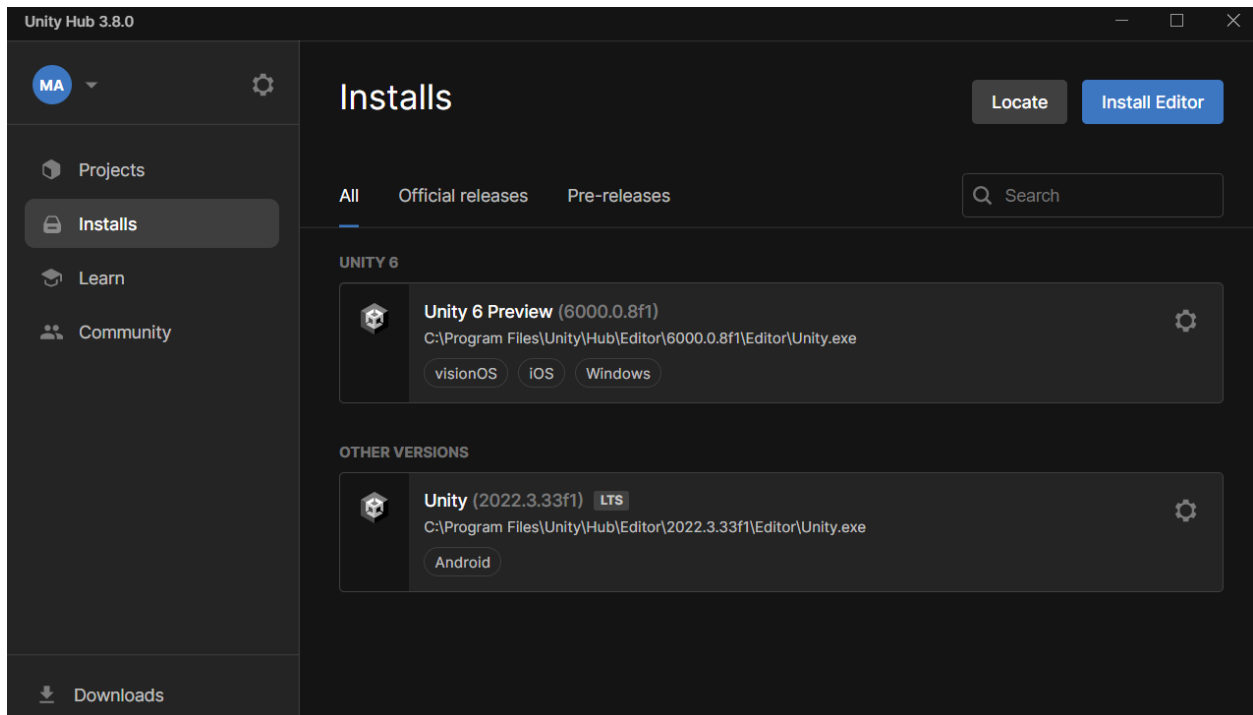 Unity Hub 3.8.0
MA
Installs
Locate
Install Editor
Projects
Installs
Learn
Community
All Official releases Pre-releases
Search
UNITY 6
Unity 6 Preview (6000.0.8f1)
C:\Program Files\Unity\Hub\Editor\6000.0.8f1\Editor\Unity.exe
visionOS iOS Windows
OTHER VERSIONS
Unity (2022.3.33f1) LTS
C:\Program Files\Unity\Hub\Editor\2022.3.33f1\Editor\Unity.exe
Android
Downloads